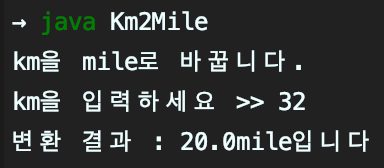 → java Km2Mile
km을 mile로 바꿉니다.
km을 입력하세요 >> 32
변환 결과 : 20.0mile입니다